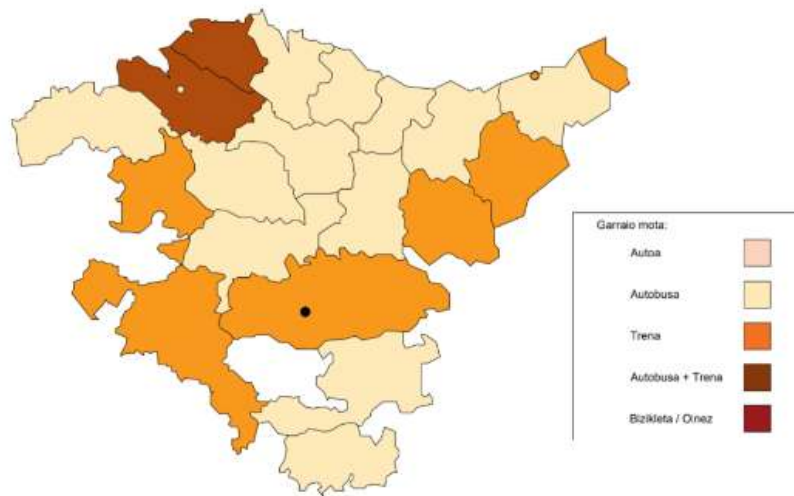 Garraio mota:
Autoa
Autobusa
Trena
Autobusa + Trena
Bizikleta / Oinez